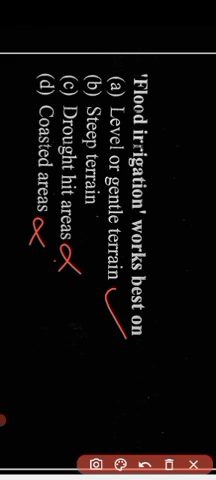 'Flood irrigation' works best on
(a) Level or gentle terrain
(b) Steep terrain
(c) Drought hit areas
(d) Coasted areas